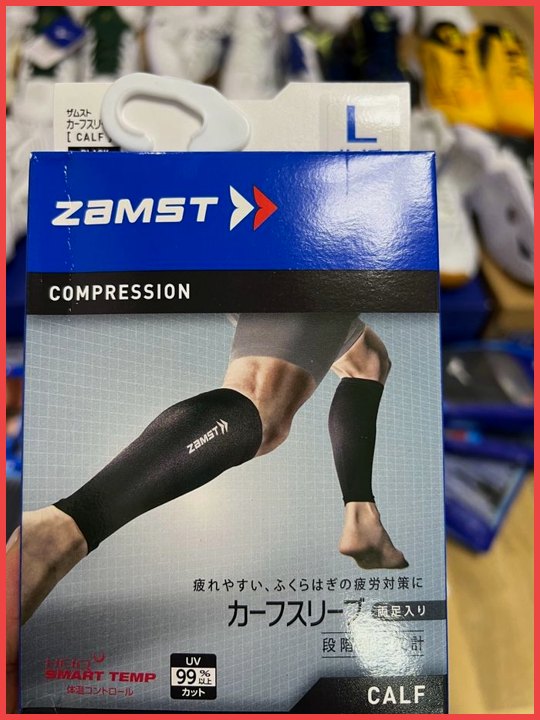 ザムスト
カーフスリ
[ CALF ]
L
ZAMST
COMPRESSION
ZAMST
疲れやすい、ふくらはぎの疲労対策に
カーフスリーブ 両足入り
段階
計
SMART TEMP
体温コントロール
UV
99%以上
カット
CALF